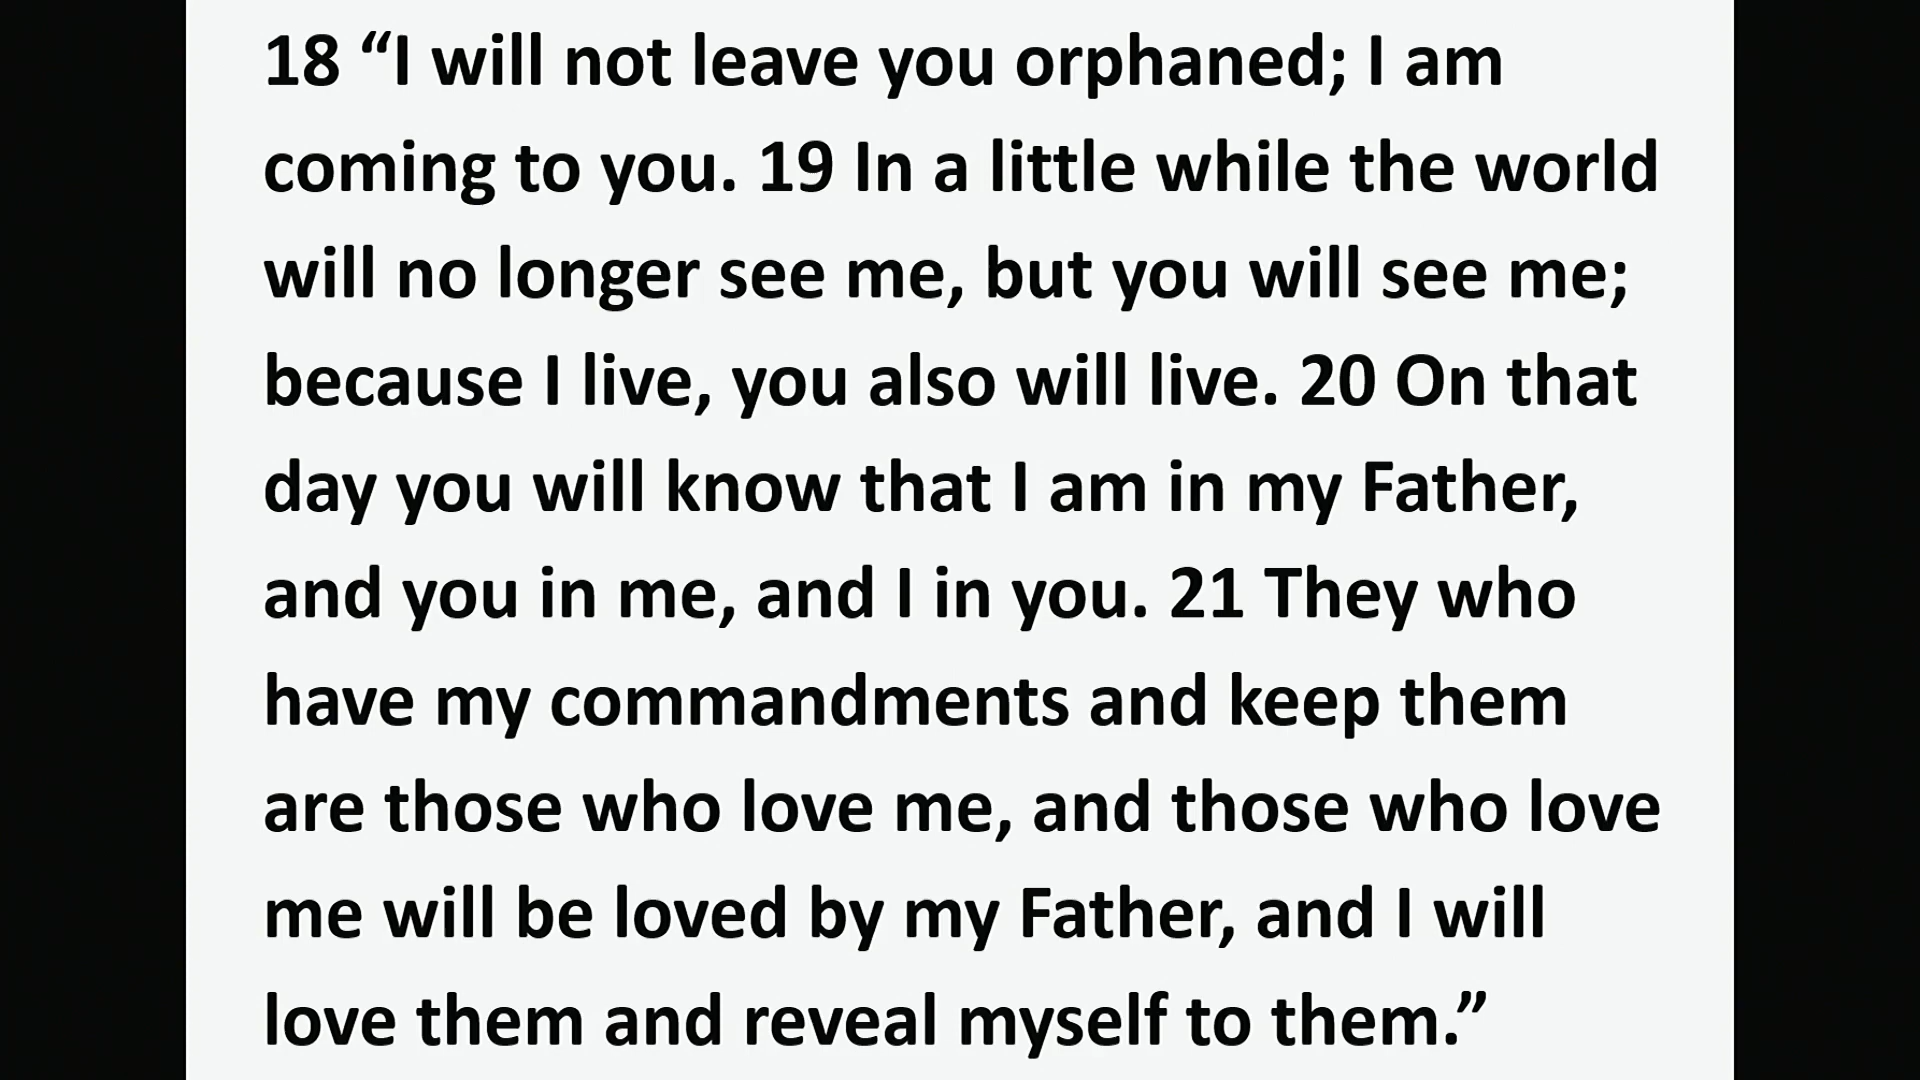 18 “I will not leave you orphaned; I am
coming to you. 19 In a little while the world
will no longer see me, but you will see me;
because I live, you also will live. 20 On that
day you will know that I am in my Father,
and you in me, and I in you. 21 They who
have my commandments and keep them
are those who love me, and those who love
me will be loved by my Father, and I will
love them and reveal myself to them.”